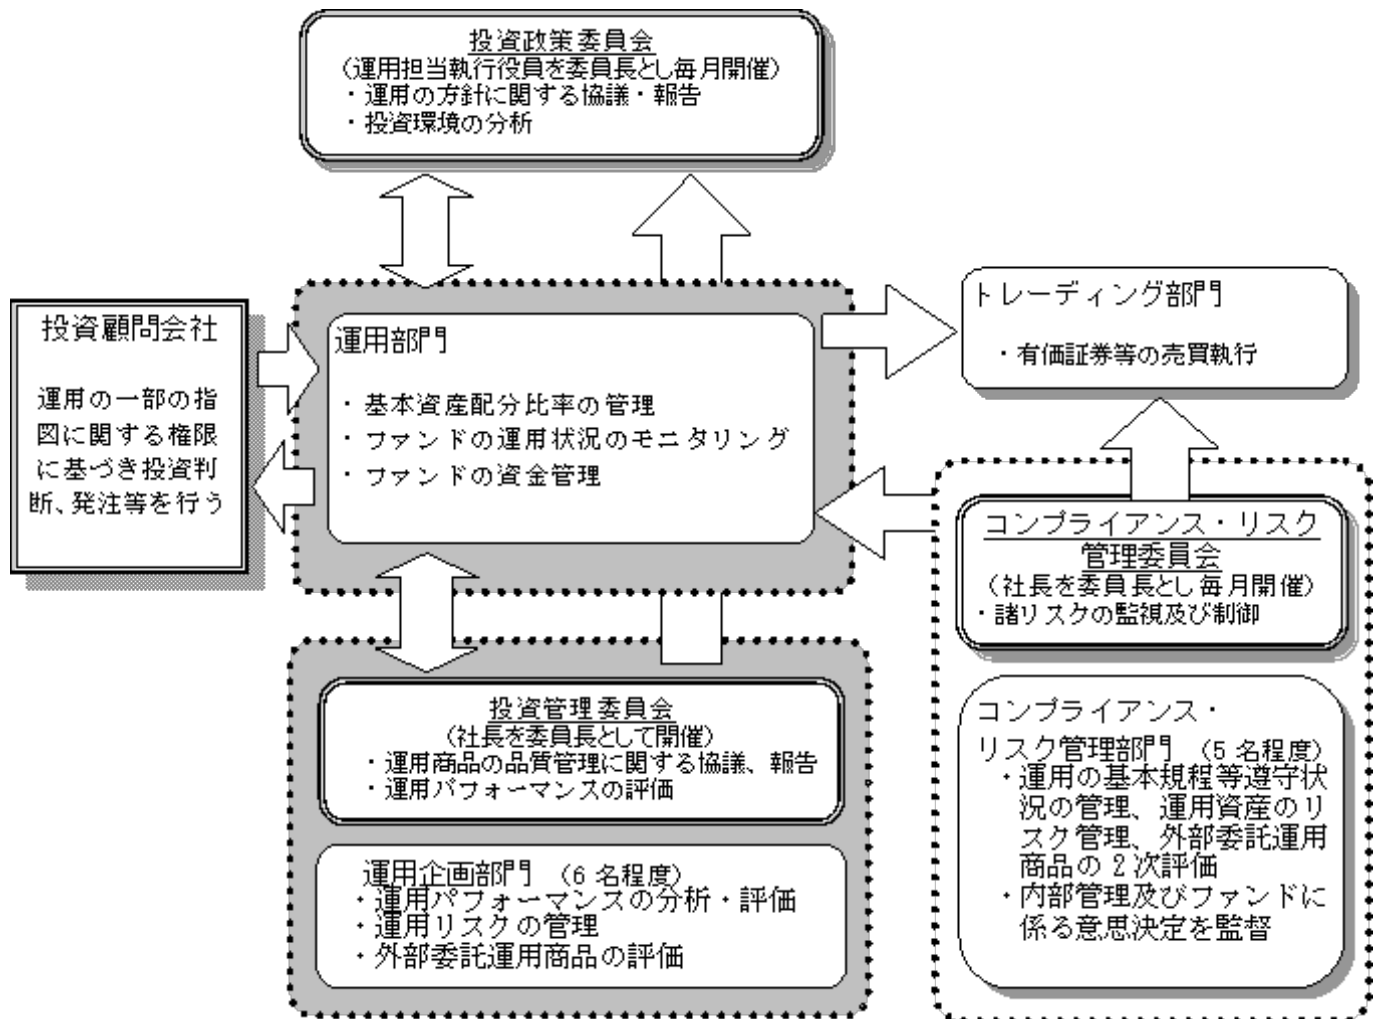 投資政策委員会
(運用担当執行役員を委員長とし毎月開催)
・運用の方針に関する協議・報告
・投資環境の分析
投資顧問会社
運用の一部の指
図に関する権限
に基づき投資判
断、発注等を行う
運用部門
・基本資産配分比率の管理
・ファンドの運用状況のモニタリング
・ファンドの資金管理
トレーディング部門
・有価証券等の売買執行
コンプライアンス・リスク
管理委員会
(社長を委員長とし毎月開催)
・諸リスクの監視及び制御
投資管理委員会
(社長を委員長として開催)
・運用商品の品質管理に関する協議、報告
・運用パフォーマンスの評価
運用企画部門 (6名程度)
・運用パフォーマンスの分析・評価
・運用リスクの管理
・外部委託運用商品の評価
コンプライアンス・
リスク管理部門 (5名程度)
・運用の基本規程等遵守状
況の管理、運用資産のリ
スク管理、外部委託運用
商品の2次評価
・内部管理及びファンドに
係る意思決定を監督